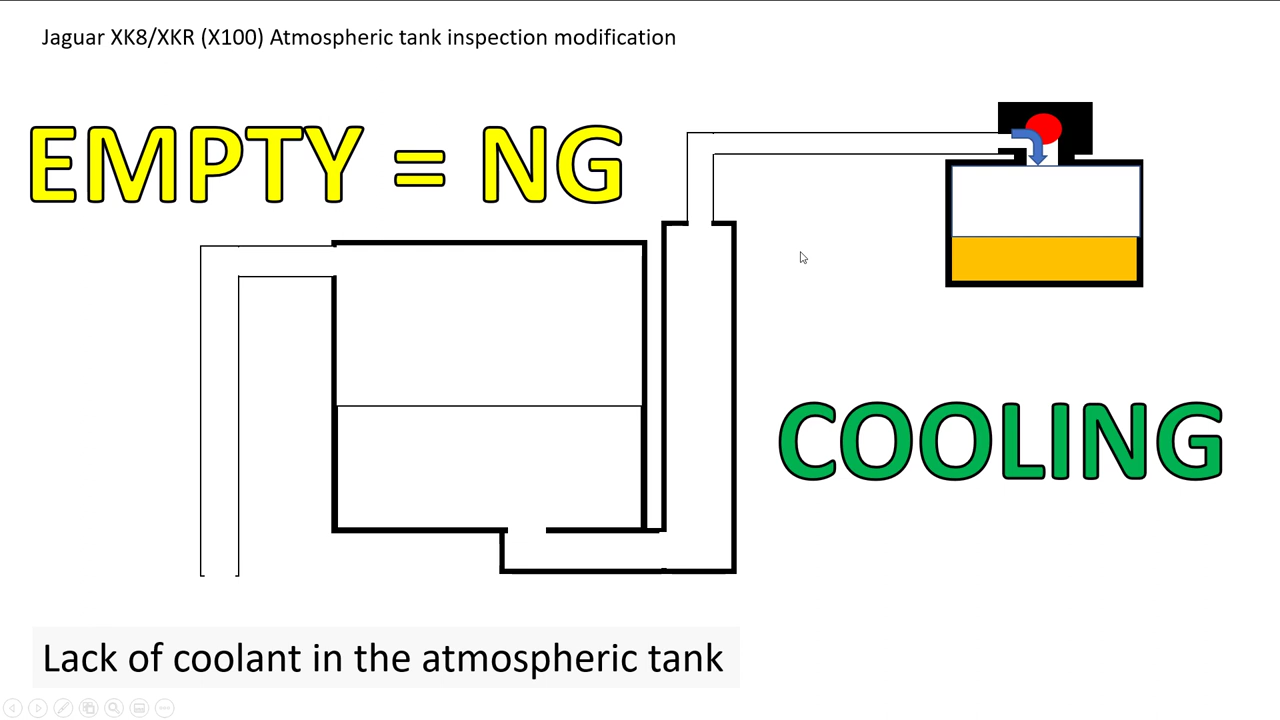 Jaguar XK8/XKR (X100) Atmospheric tank inspection modification
EMPTY = NG
COOLING
Lack of coolant in the atmospheric tank